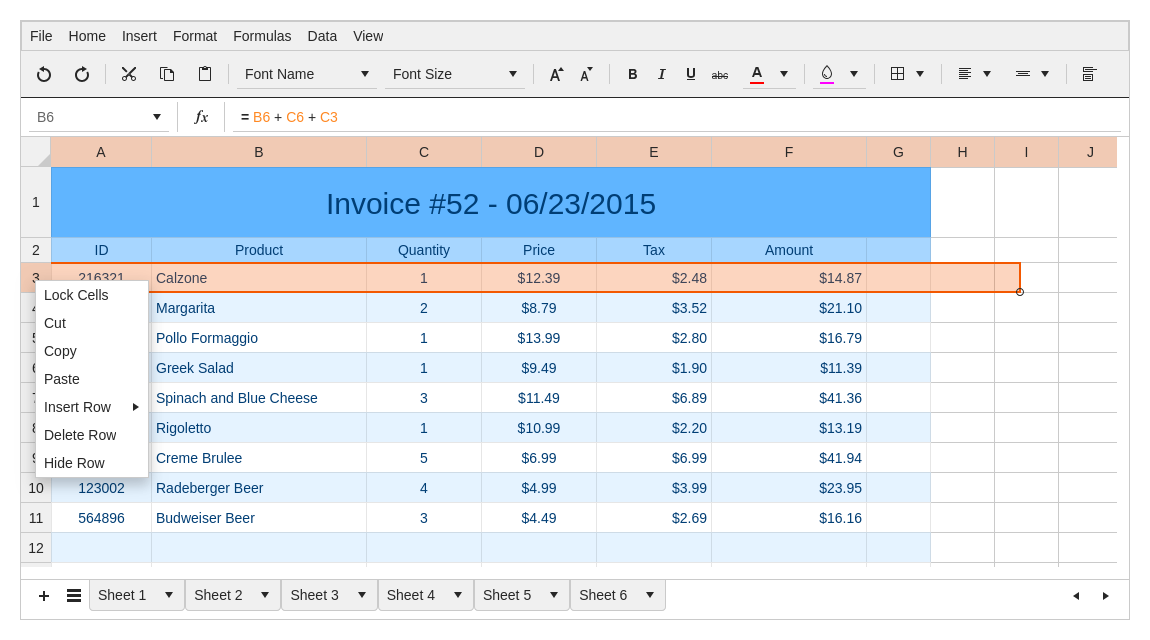 File Home Insert Format Formulas Data View
Font Name Font Size A A B I U abc A
B6 fx = B6 + C6 + C3
A B C D E F G H I J
1 Invoice #52 - 06/23/2015
2 ID Product Quantity Price Tax Amount
3 216321 Calzone 1 $12.39 $2.48 $14.87
Lock Cells
4 Margarita 2 $8.79 $3.52 $21.10
Cut
5 Pollo Formaggio 1 $13.99 $2.80 $16.79
Copy
6 Greek Salad 1 $9.49 $1.90 $11.39
Paste
7 Spinach and Blue Cheese 3 $11.49 $6.89 $41.36
Insert Row
8 Rigoletto 1 $10.99 $2.20 $13.19
Delete Row
9 Creme Brulee 5 $6.99 $6.99 $41.94
Hide Row
10 123002 Radeberger Beer 4 $4.99 $3.99 $23.95
11 564896 Budweiser Beer 3 $4.49 $2.69 $16.16
12
Sheet 1 Sheet 2 Sheet 3 Sheet 4 Sheet 5 Sheet 6